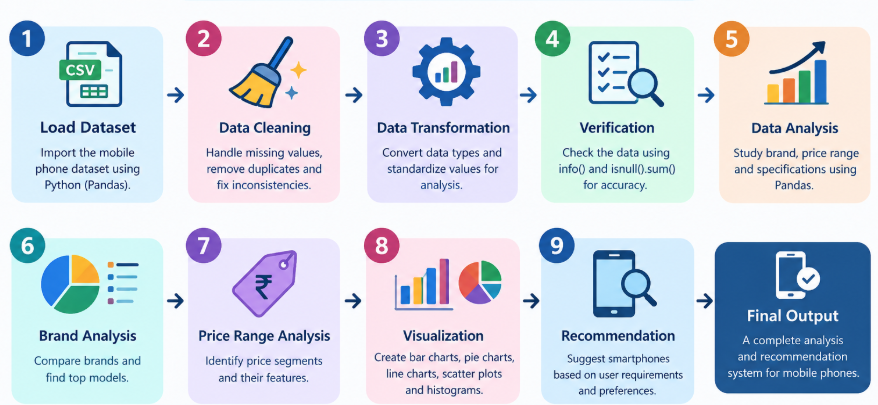 1
CSV
Load Dataset
Import the mobile
phone dataset using
Python (Pandas).
2
Data Cleaning
Handle missing values,
remove duplicates and
fix inconsistencies.
3
Data Transformation
Convert data types and
standardize values for
analysis.
4
Verification
Check the data using
info() and isnull().sum()
for accuracy.
5
Data Analysis
Study brand, price range
and specifications using
Pandas.
6
Brand Analysis
Compare brands and
find top models.
7
₹
Price Range Analysis
Identify price segments
and their features.
8
Visualization
Create bar charts, pie charts,
line charts, scatter plots
and histograms.
9
Recommendation
Suggest smartphones
based on user requirements
and preferences.
Final Output
A complete analysis
and recommendation
system for mobile phones.